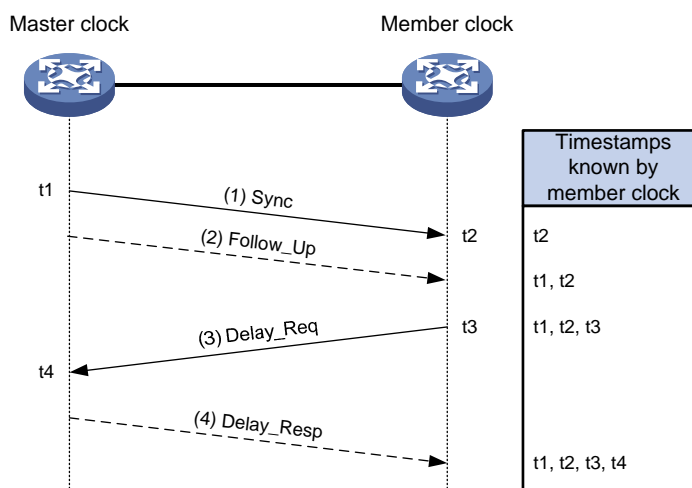 Master clock
Member clock
Timestamps
known by
member clock
t1
(1) Sync
t2
t2
(2) Follow_Up
t1, t2
(3) Delay_Req
t3
t1, t2, t3
t4
(4) Delay_Resp
t1, t2, t3, t4